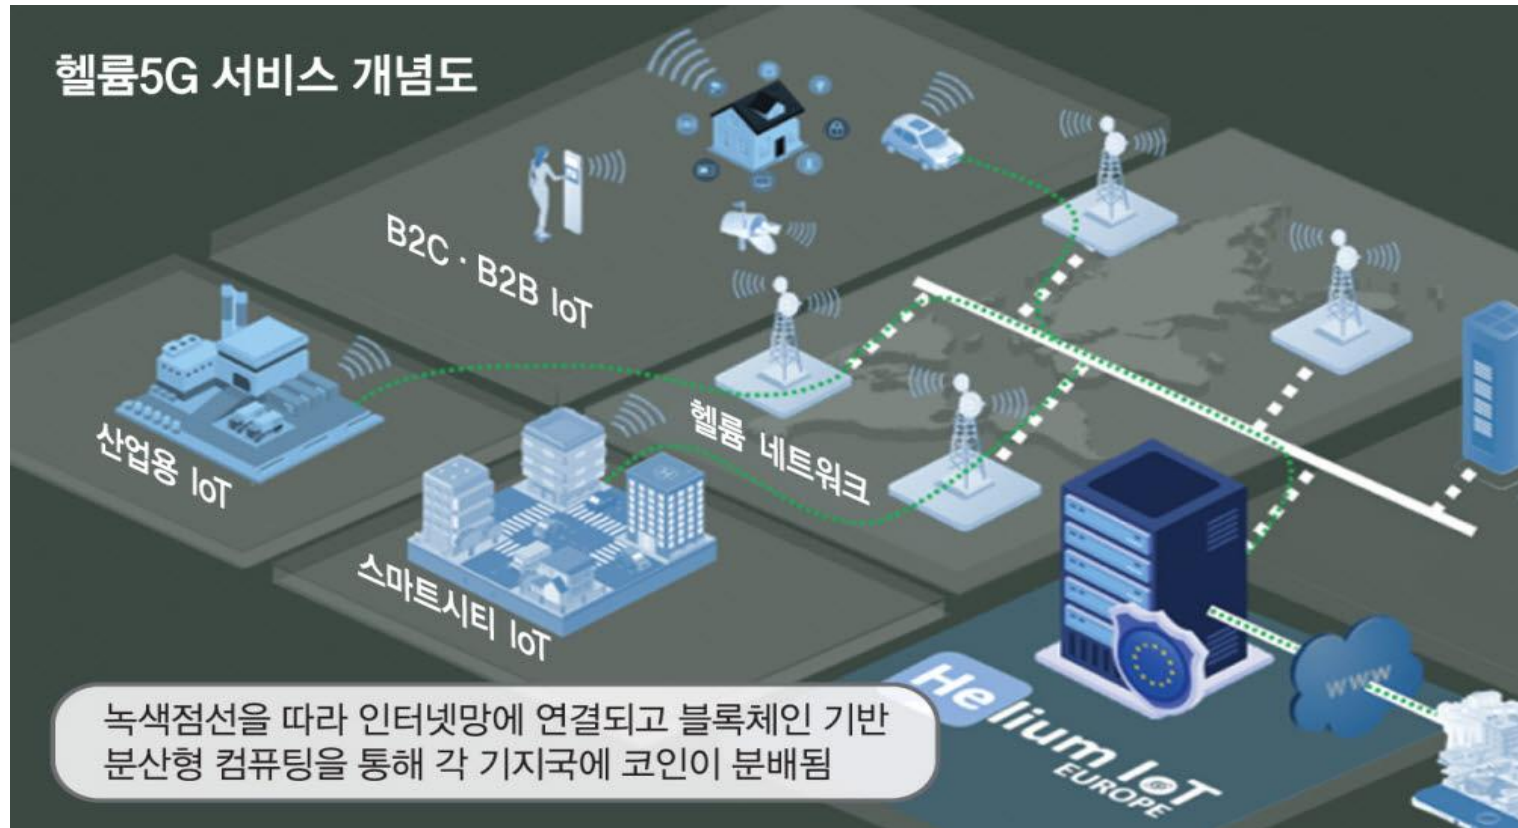 헬륨5G 서비스 개념도
B2C · B2B IoT
산업용 IoT
헬륨 네트워크
스마트시티 IoT
WWW
Helium IoT
EUROPE
녹색점선을 따라 인터넷망에 연결되고 블록체인 기반
분산형 컴퓨팅을 통해 각 기지국에 코인이 분배됨